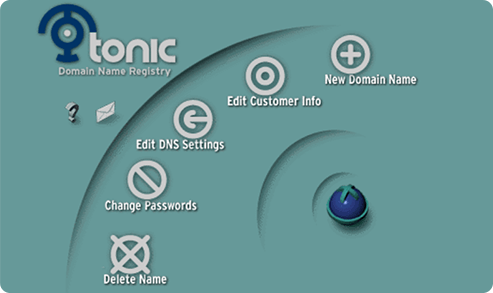 tonic
Domain Name Registry
New Domain Name
Edit Customer Info
?
Edit DNS Settings
Change Passwords
Delete Name